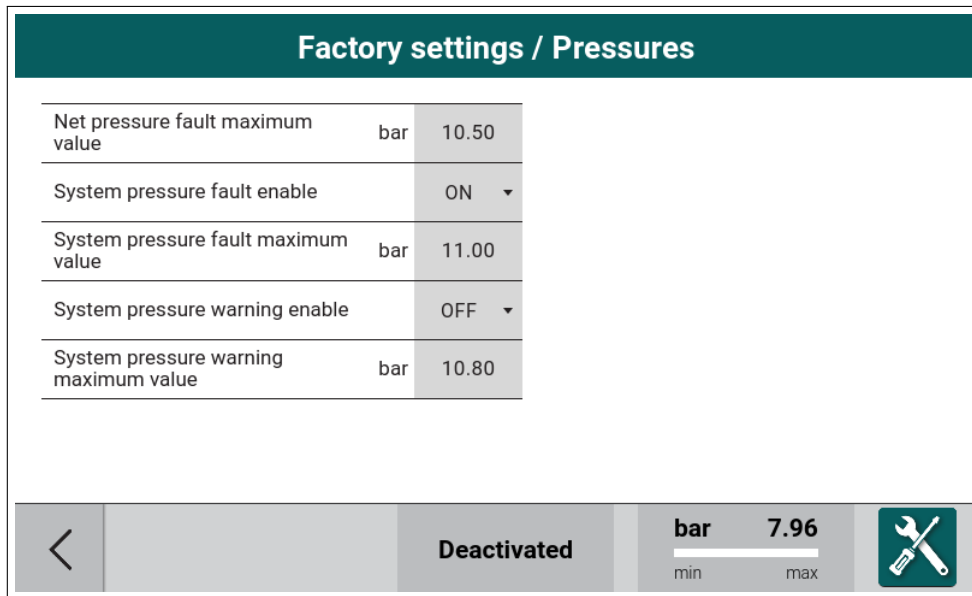 Factory settings / Pressures
Net pressure fault maximum
value
bar
10.50
System pressure fault enable
ON
System pressure fault maximum
value
bar
11.00
System pressure warning enable
OFF
System pressure warning
maximum value
bar
10.80
Deactivated
bar 7.96
min max